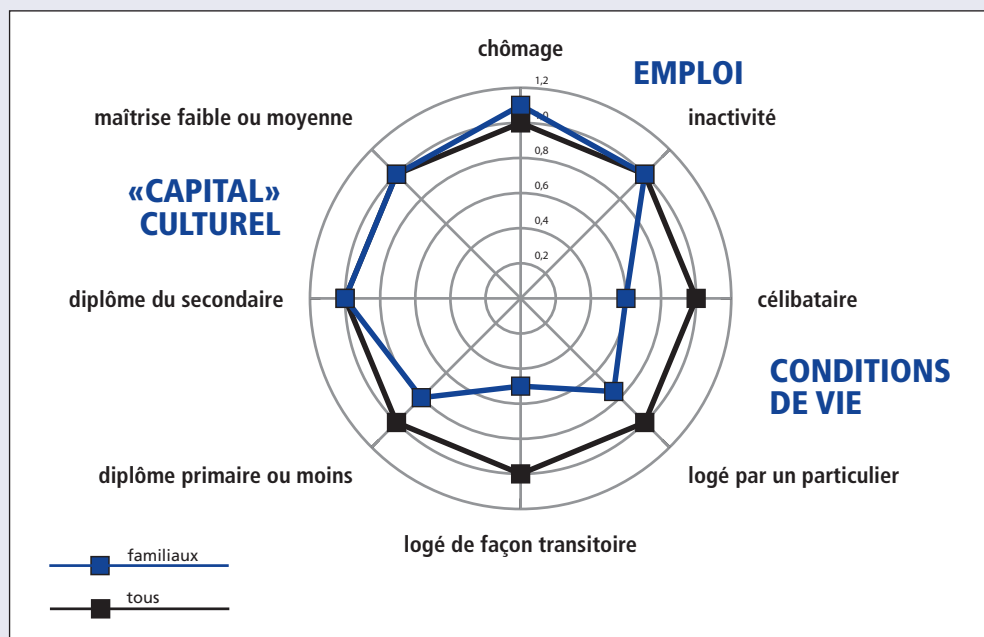 chômage
EMPLOI
1,2
maîtrise faible ou moyenne
inactivité
1,0
0,8
«CAPITAL»
CULTUREL
0,6
0,4
0,2
diplôme du secondaire
célibataire
CONDITIONS
DE VIE
diplôme primaire ou moins
logé par un particulier
logé de façon transitoire
familiaux
tous